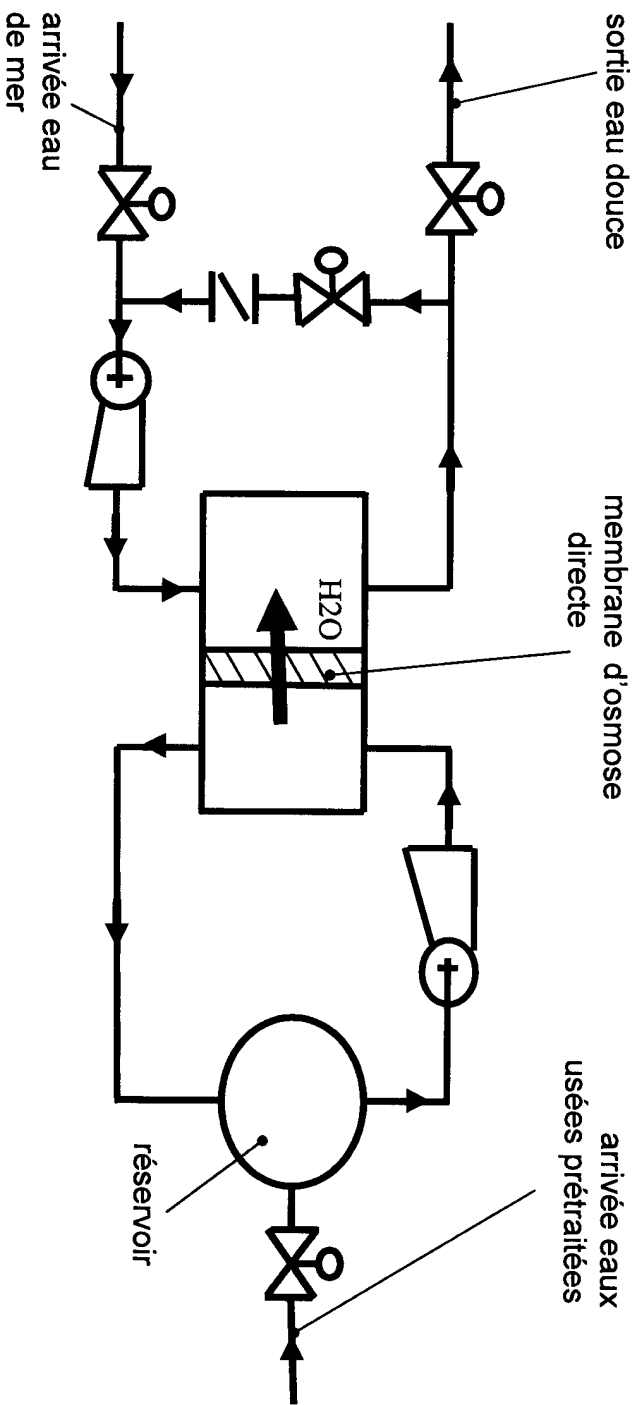 sortie eau douce
membrane d'osmose
directe
arrivée eaux
usées prétraitées
H2O
réservoir
arrivée eau
de mer